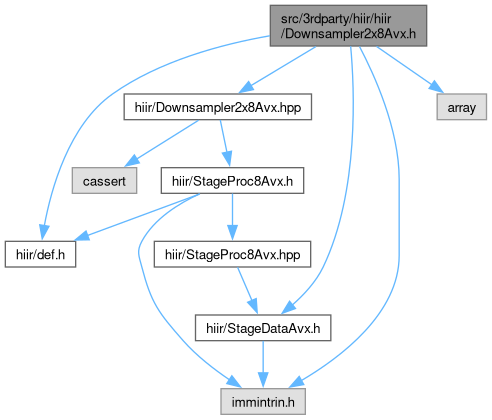 src/3rdparty/hiir/hiir
/Downsampler2x8Avx.h
hiir/Downsampler2x8Avx.hpp
array
cassert
hiir/StageProc8Avx.h
hiir/def.h
hiir/StageProc8Avx.hpp
hiir/StageDataAvx.h
immintrin.h